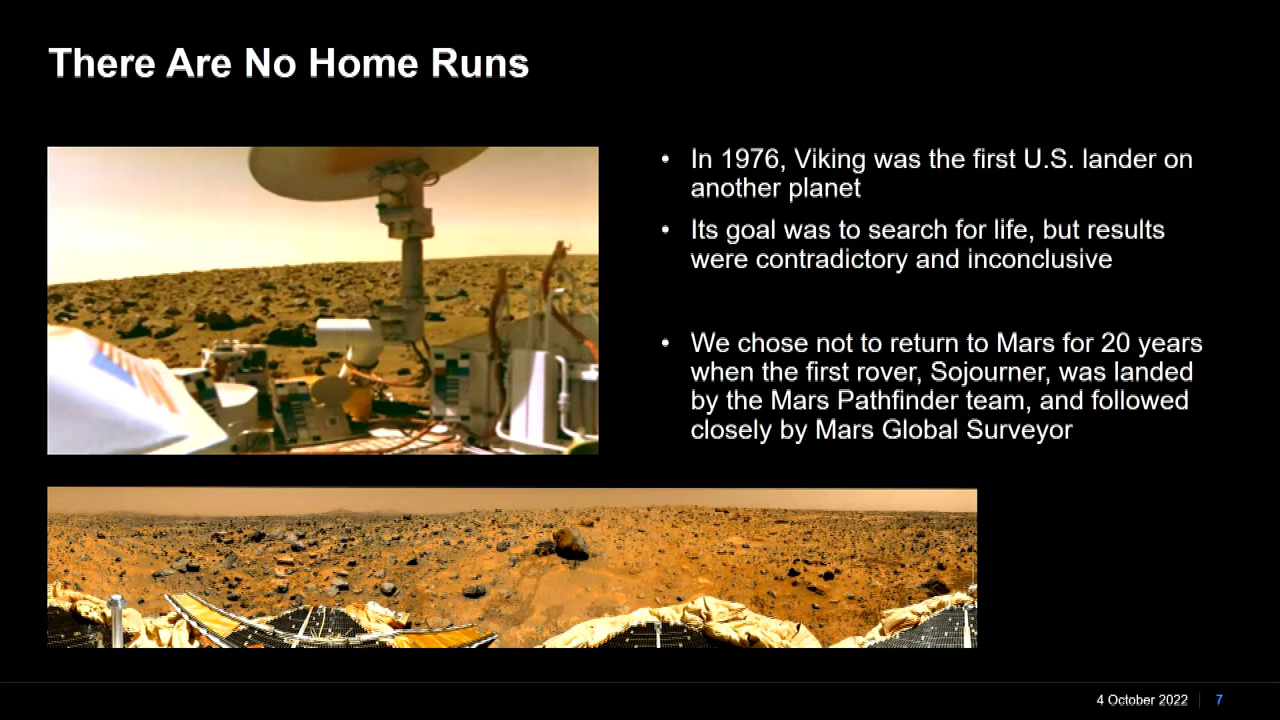 There Are No Home Runs
• In 1976, Viking was the first U.S. lander on
another planet
• Its goal was to search for life, but results
were contradictory and inconclusive
• We chose not to return to Mars for 20 years
when the first rover, Sojourner, was landed
by the Mars Pathfinder team, and followed
closely by Mars Global Surveyor
4 October 2022
7